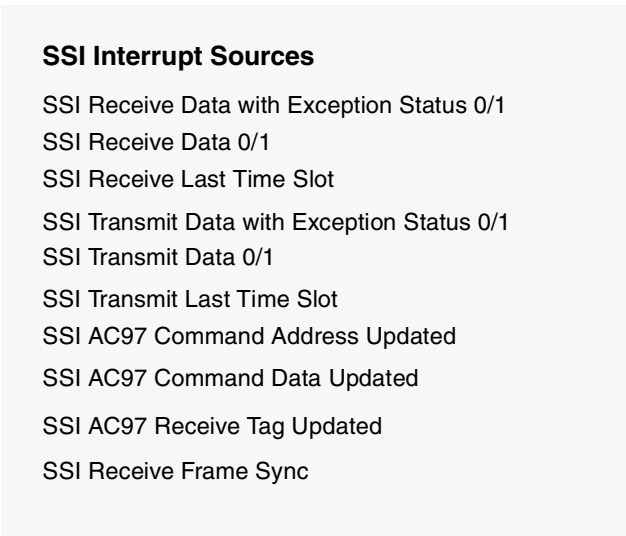 SSI Interrupt Sources
SSI Receive Data with Exception Status 0/1
SSI Receive Data 0/1
SSI Receive Last Time Slot
SSI Transmit Data with Exception Status 0/1
SSI Transmit Data 0/1
SSI Transmit Last Time Slot
SSI AC97 Command Address Updated
SSI AC97 Command Data Updated
SSI AC97 Receive Tag Updated
SSI Receive Frame Sync